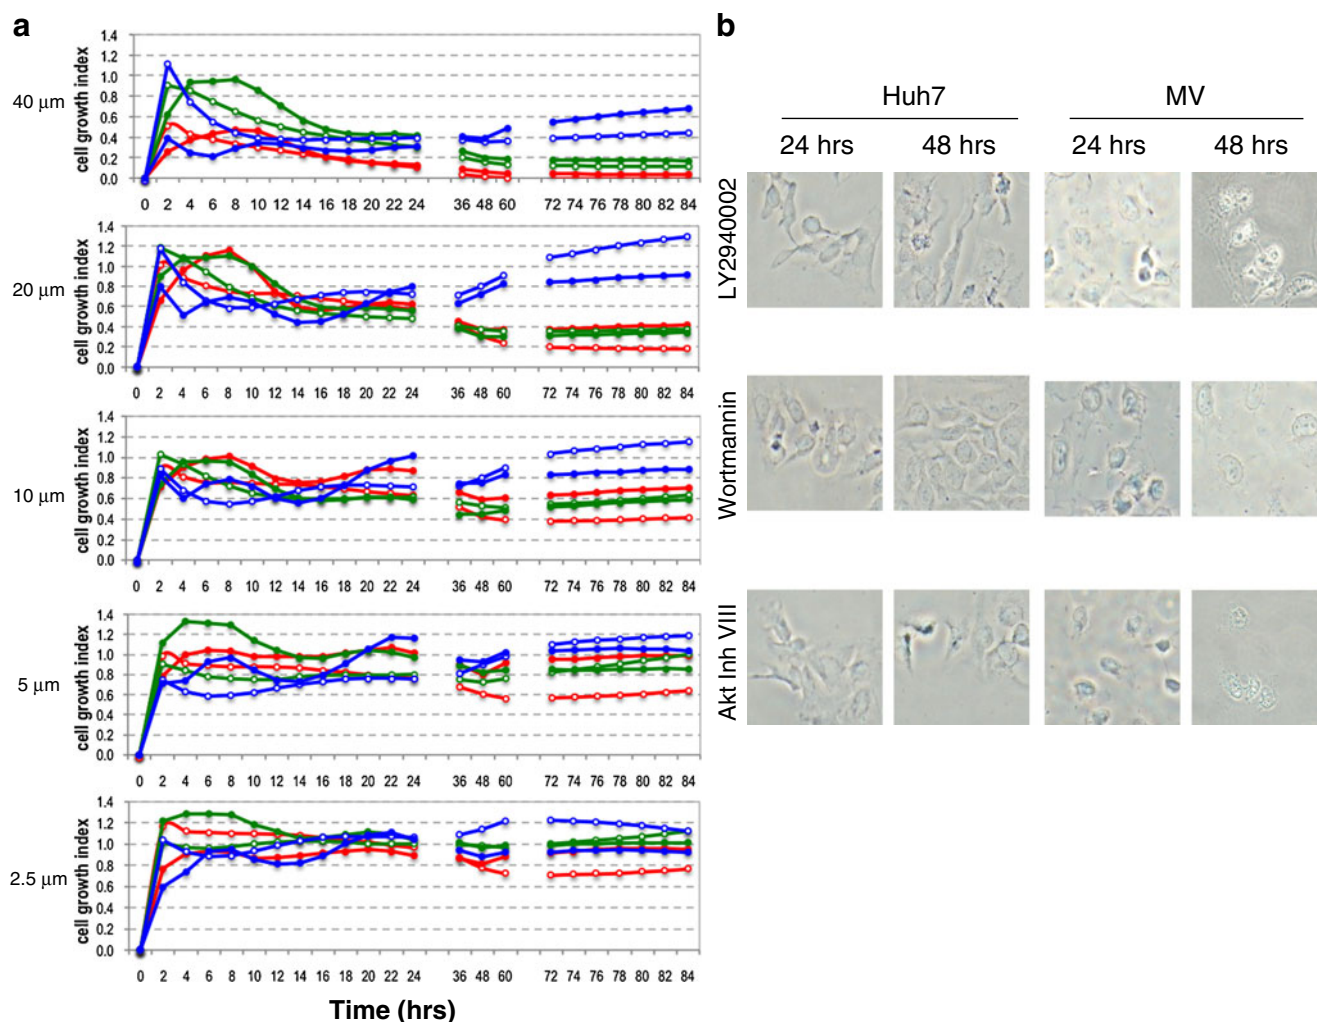 a
b
40 μm
cell growth index
1.4
1.2
1.0
0.8
0.6
0.4
0.2
0.0
0 2 4 6 8 10 12 14 16 18 20 22 24 36 48 60 72 74 76 78 80 82 84
20 μm
cell growth index
1.4
1.2
1.0
0.8
0.6
0.4
0.2
0.0
0 2 4 6 8 10 12 14 16 18 20 22 24 36 48 60 72 74 76 78 80 82 84
10 μm
cell growth index
1.4
1.2
1.0
0.8
0.6
0.4
0.2
0.0
0 2 4 6 8 10 12 14 16 18 20 22 24 36 48 60 72 74 76 78 80 82 84
5 μm
cell growth index
1.4
1.2
1.0
0.8
0.6
0.4
0.2
0.0
0 2 4 6 8 10 12 14 16 18 20 22 24 36 48 60 72 74 76 78 80 82 84
2.5 μm
cell growth index
1.4
1.2
1.0
0.8
0.6
0.4
0.2
0.0
0 2 4 6 8 10 12 14 16 18 20 22 24 36 48 60 72 74 76 78 80 82 84
Time (hrs)
Huh7 MV
24 hrs 48 hrs 24 hrs 48 hrs
LY2940002
Wortmannin
Akt Inh VIII